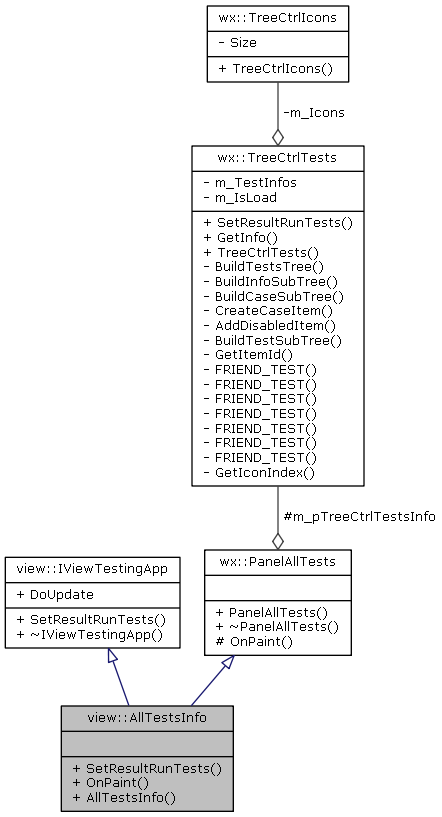 wx::TreeCtrlIcons
- Size
+ TreeCtrlIcons()
-m_Icons
wx::TreeCtrlTests
- m_TestInfos
- m_IsLoad
+ SetResultRunTests()
+ GetInfo()
+ TreeCtrlTests()
- BuildTestsTree()
- BuildInfoSubTree()
- BuildCaseSubTree()
- CreateCaseItem()
- AddDisabledItem()
- BuildTestSubTree()
- GetItemId()
- FRIEND_TEST()
- FRIEND_TEST()
- FRIEND_TEST()
- FRIEND_TEST()
- FRIEND_TEST()
- FRIEND_TEST()
- FRIEND_TEST()
- GetIconIndex()
#m_pTreeCtrlTestsInfo
view::IViewTestingApp
+ DoUpdate
+ SetResultRunTests()
+ ~IViewTestingApp()
wx::PanelAllTests
+ PanelAllTests()
+ ~PanelAllTests()
# OnPaint()
view::AllTestsInfo
+ SetResultRunTests()
+ OnPaint()
+ AllTestsInfo()